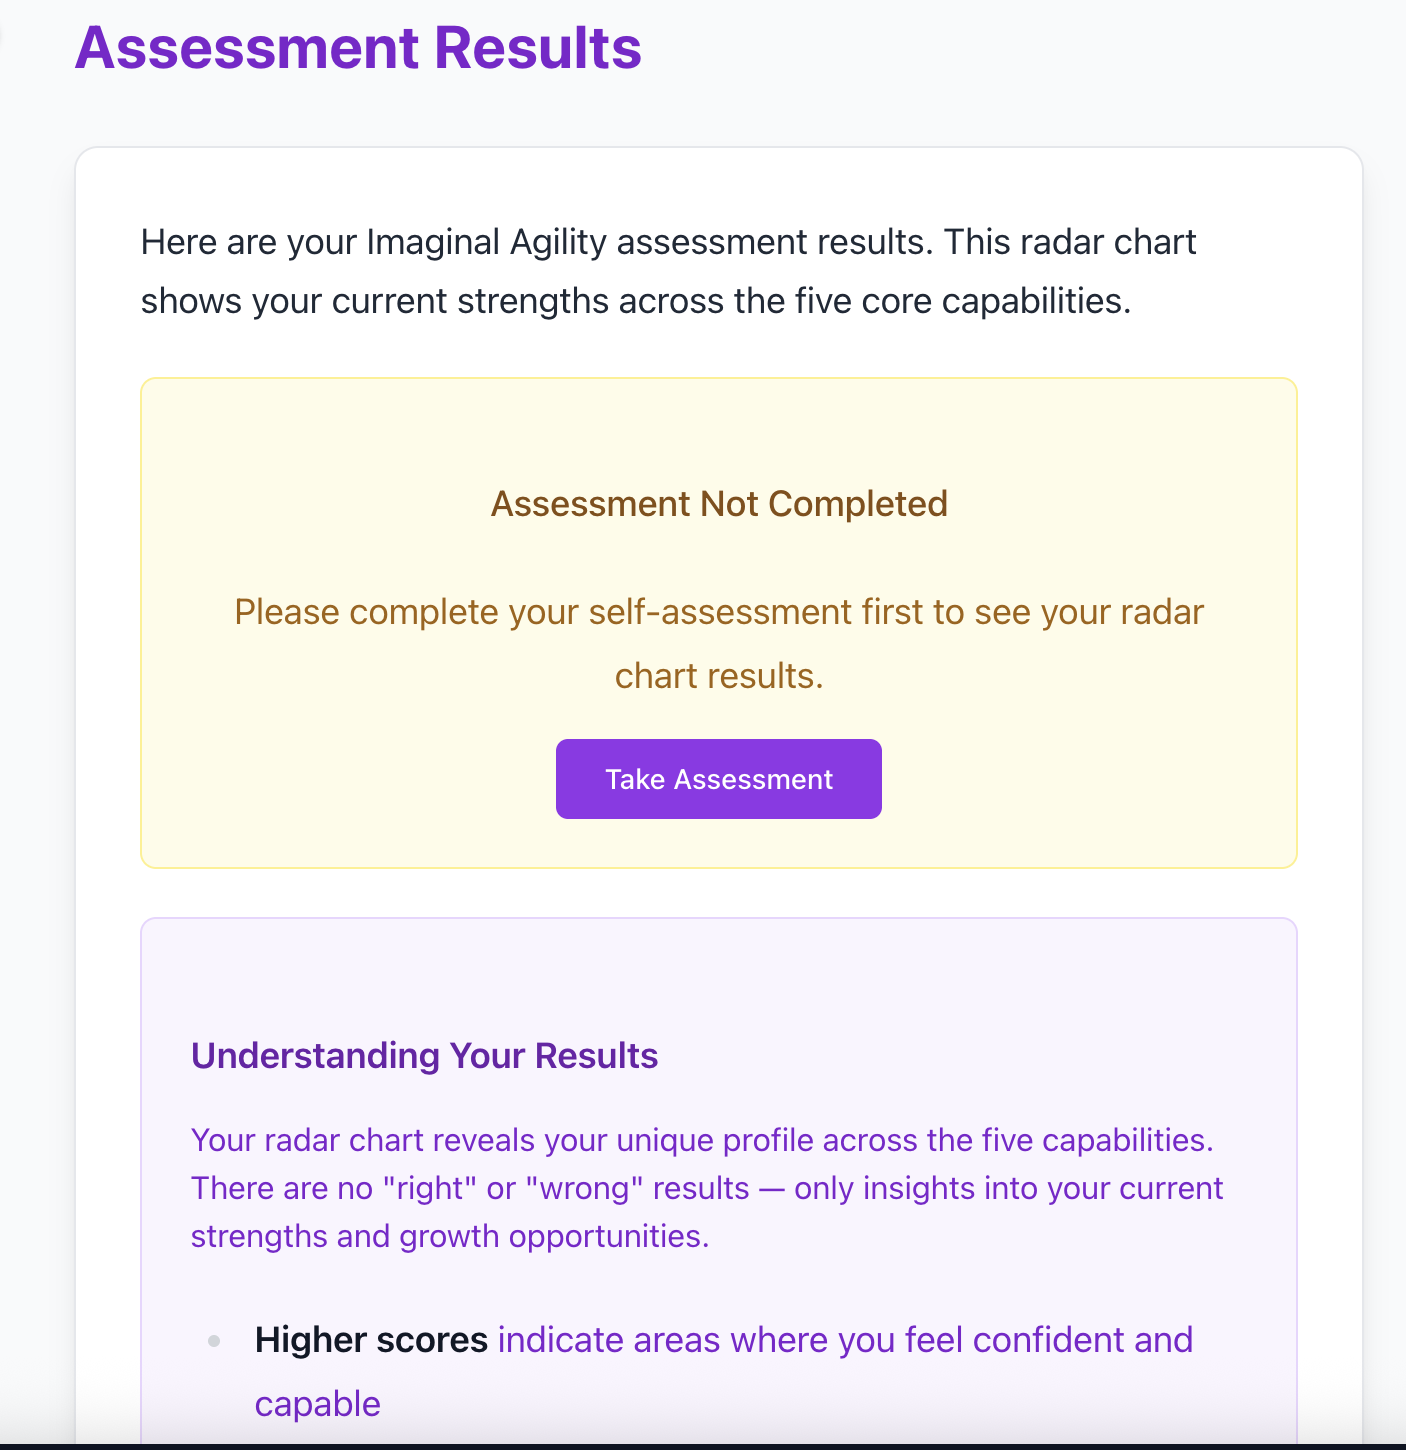 Assessment Results
Here are your Imaginal Agility assessment results. This radar chart
shows your current strengths across the five core capabilities.
Assessment Not Completed
Please complete your self-assessment first to see your radar
chart results.
Take Assessment
Understanding Your Results
Your radar chart reveals your unique profile across the five capabilities.
There are no "right" or "wrong" results — only insights into your current
strengths and growth opportunities.
Higher scores indicate areas where you feel confident and
capable